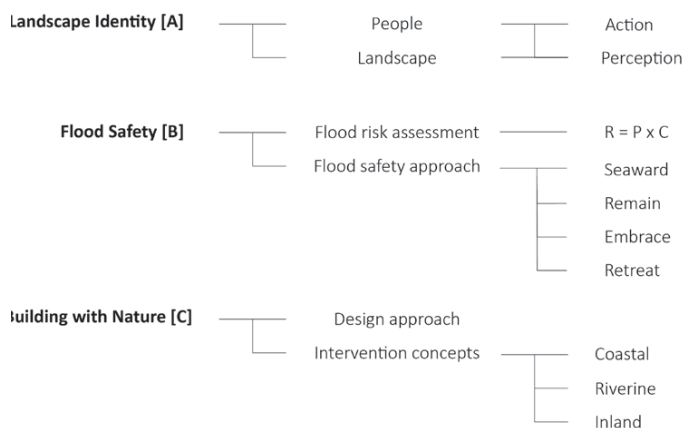 Landscape Identity [A] People Action
Landscape Perception
Flood Safety [B] Flood risk assessment R = P x C
Flood safety approach Seaward
Remain
Embrace
Retreat
Building with Nature [C] Design approach
Intervention concepts Coastal
Riverine
Inland